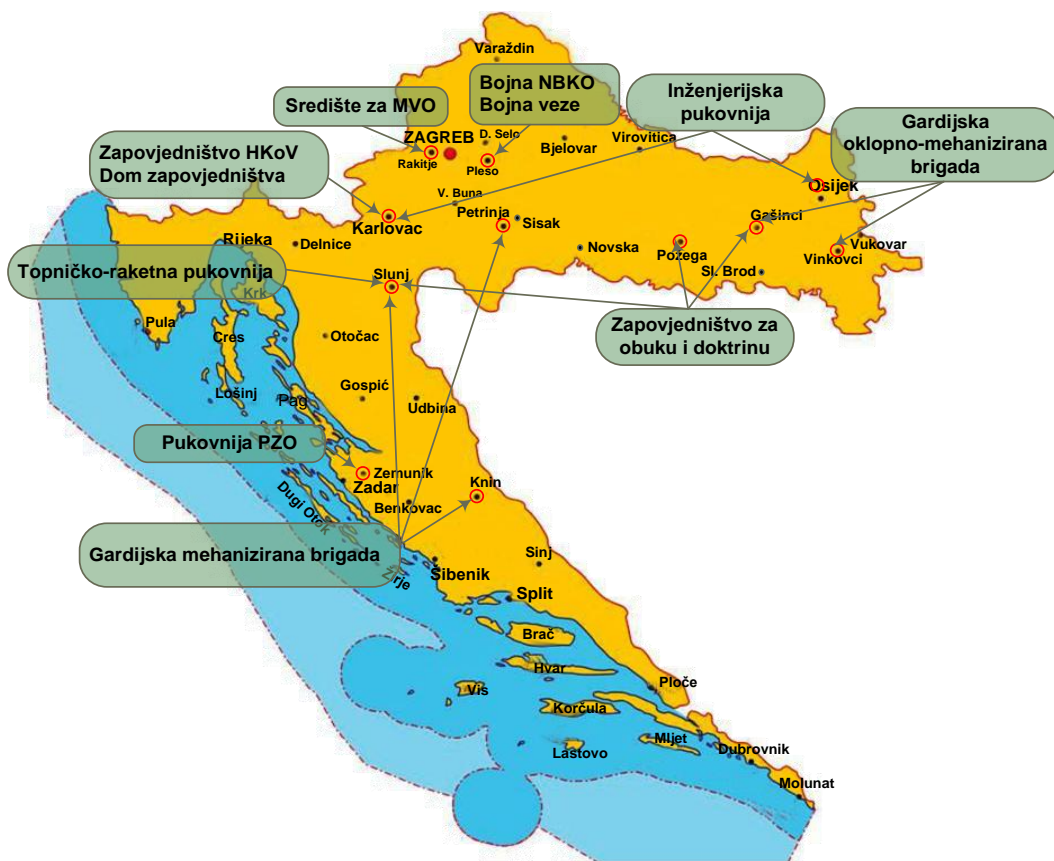 Varaždin
Bojna NBKO
Bojna veze
Inženjerijska
pukovnija
Središte za MVO
ZAGREB
D. Selo
Rakitje
Pleso
Bjelovar
Virovitica
Gardijska
oklopno-mehanizirana
brigada
Zapovjedništvo HKoV
Dom zapovjedništva
V. Buna
Petrinja
Sisak
Karlovac
Osijek
Gašinci
Rijeka
Delnice
Novska
Požega
Vukovar
Vinkovci
Sl. Brod
Topničko-raketna pukovnija
Slunj
Krk
Zapovjedništvo za
obuku i doktrinu
Pula
Cres
Otočac
Lošinj
Gospić
Pag
Udbina
Pukovnija PZO
Zemunik
Zadar
Knin
Dugi Otok
Benkovac
Gardijska mehanizirana brigada
Žirje
Šibenik
Sinj
Split
Brač
Hvar
Vis
Ploče
Korčula
Lastovo
Mljet
Dubrovnik
Molunat